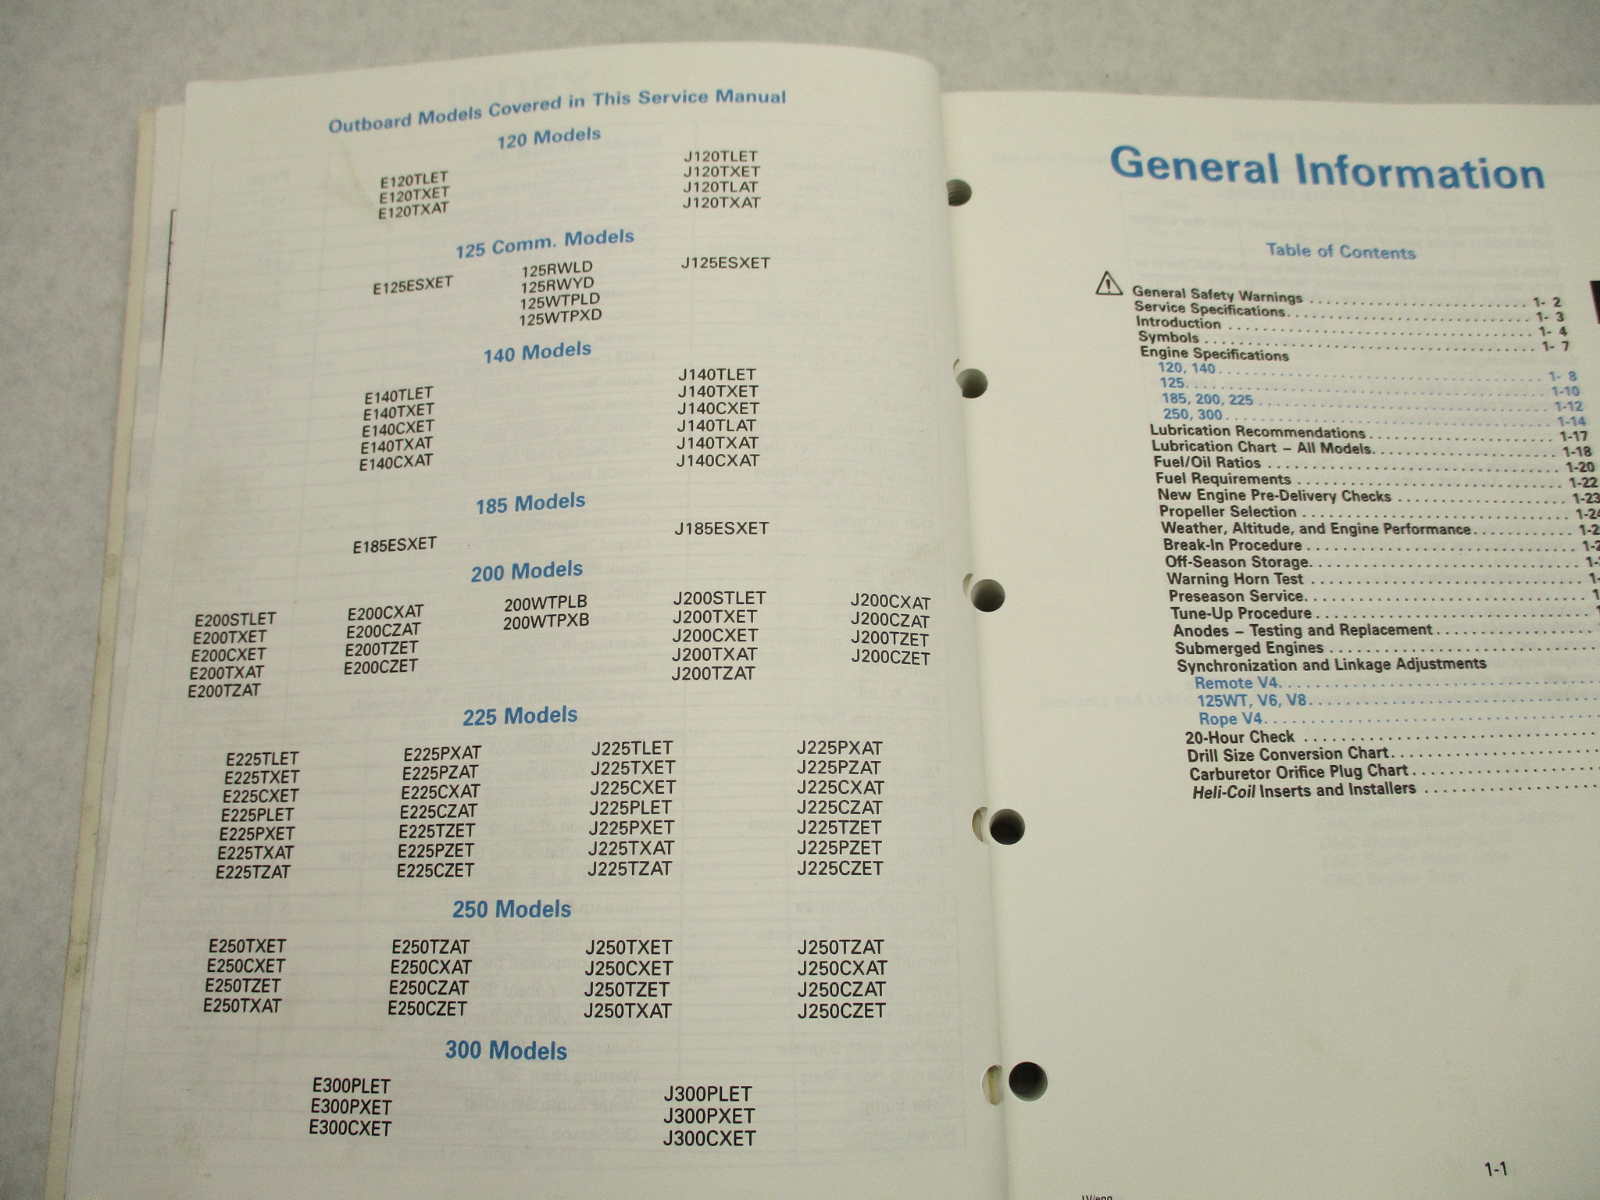 Outboard Models Covered in This Service Manual
120 Models
E120TLET
E120TXET
E120TXAT
J120TLET
J120TXET
J120TLAT
J120TXAT
125 Comm. Models
E125ESXET
125RWLD
125RWYD
125WTPLD
125WTPXD
J125ESXET
140 Models
E140TLET
E140TXET
E140CXET
E140TXAT
E140CXAT
J140TLET
J140TXET
J140CXET
J140TLAT
J140TXAT
J140CXAT
185 Models
E185ESXET
J185ESXET
200 Models
E200STLET
E200TXET
E200CXET
E200TXAT
E200TZAT
E200CXAT
E200CZAT
E200TZET
E200CZET
200WTPLB
200WTPXB
J200STLET
J200TXET
J200CXET
J200TXAT
J200TZAT
J200CXAT
J200CZAT
J200TZET
J200CZET
225 Models
E225TLET
E225TXET
E225CXET
E225PLET
E225PXET
E225TXAT
E225TZAT
E225PXAT
E225PZAT
E225CXAT
E225CZAT
E225TZET
E225PZET
E225CZET
J225TLET
J225TXET
J225CXET
J225PLET
J225PXET
J225TXAT
J225TZAT
J225PXAT
J225PZAT
J225CXAT
J225CZAT
J225TZET
J225PZET
J225CZET
250 Models
E250TXET
E250CXET
E250TZET
E250TXAT
E250TZAT
E250CXAT
E250CZAT
E250CZET
J250TXET
J250CXET
J250TZET
J250TXAT
J250TZAT
J250CXAT
J250CZAT
J250CZET
300 Models
E300PLET
E300PXET
E300CXET
J300PLET
J300PXET
J300CXET
General Information
Table of Contents
General Safety Warnings . . . . . . . . . . 1- 2
Service Specifications. . . . . . . . . . 1- 3
Introduction . . . . . . . . . . 1- 4
Symbols . . . . . . . . . . 1- 7
Engine Specifications
120, 140. . . . . . . . . . 1- 8
125. . . . . . . . . . 1-10
185, 200, 225 . . . . . . . . . . 1-12
250, 300. . . . . . . . . . 1-14
Lubrication Recommendations. . . . . . . . . . 1-17
Lubrication Chart – All Models. . . . . . . . . . 1-18
Fuel/Oil Ratios . . . . . . . . . . 1-20
Fuel Requirements . . . . . . . . . . 1-22
New Engine Pre-Delivery Checks . . . . . . . . . . 1-23
Propeller Selection . . . . . . . . . .
Weather, Altitude, and Engine Performance. . . . . . . . . .
Break-In Procedure . . . . . . . . . .
Off-Season Storage. . . . . . . . . .
Warning Horn Test . . . . . . . . . .
Preseason Service. . . . . . . . . .
Tune-Up Procedure . . . . . . . . . .
Anodes – Testing and Replacement. . . . . . . . . .
Submerged Engines . . . . . . . . . .
Synchronization and Linkage Adjustments
Remote V4. . . . . . . . . .
125WT, V6, V8. . . . . . . . . .
Rope V4. . . . . . . . . .
20-Hour Check . . . . . . . . . .
Drill Size Conversion Chart. . . . . . . . . .
Carburetor Orifice Plug Chart. . . . . . . . . .
Heli-Coil Inserts and Installers . . . . . . . . . .
1-1